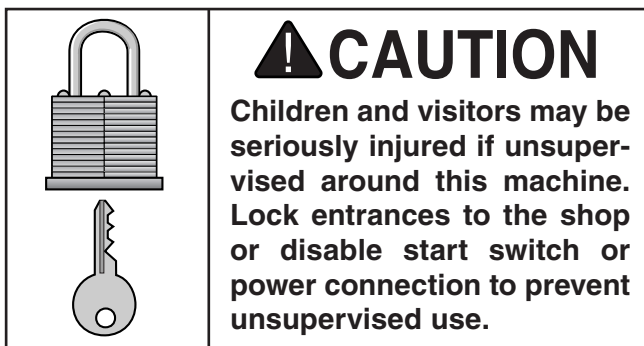 CAUTION
Children and visitors may be
seriously injured if unsuper-
vised around this machine.
Lock entrances to the shop
or disable start switch or
power connection to prevent
unsupervised use.